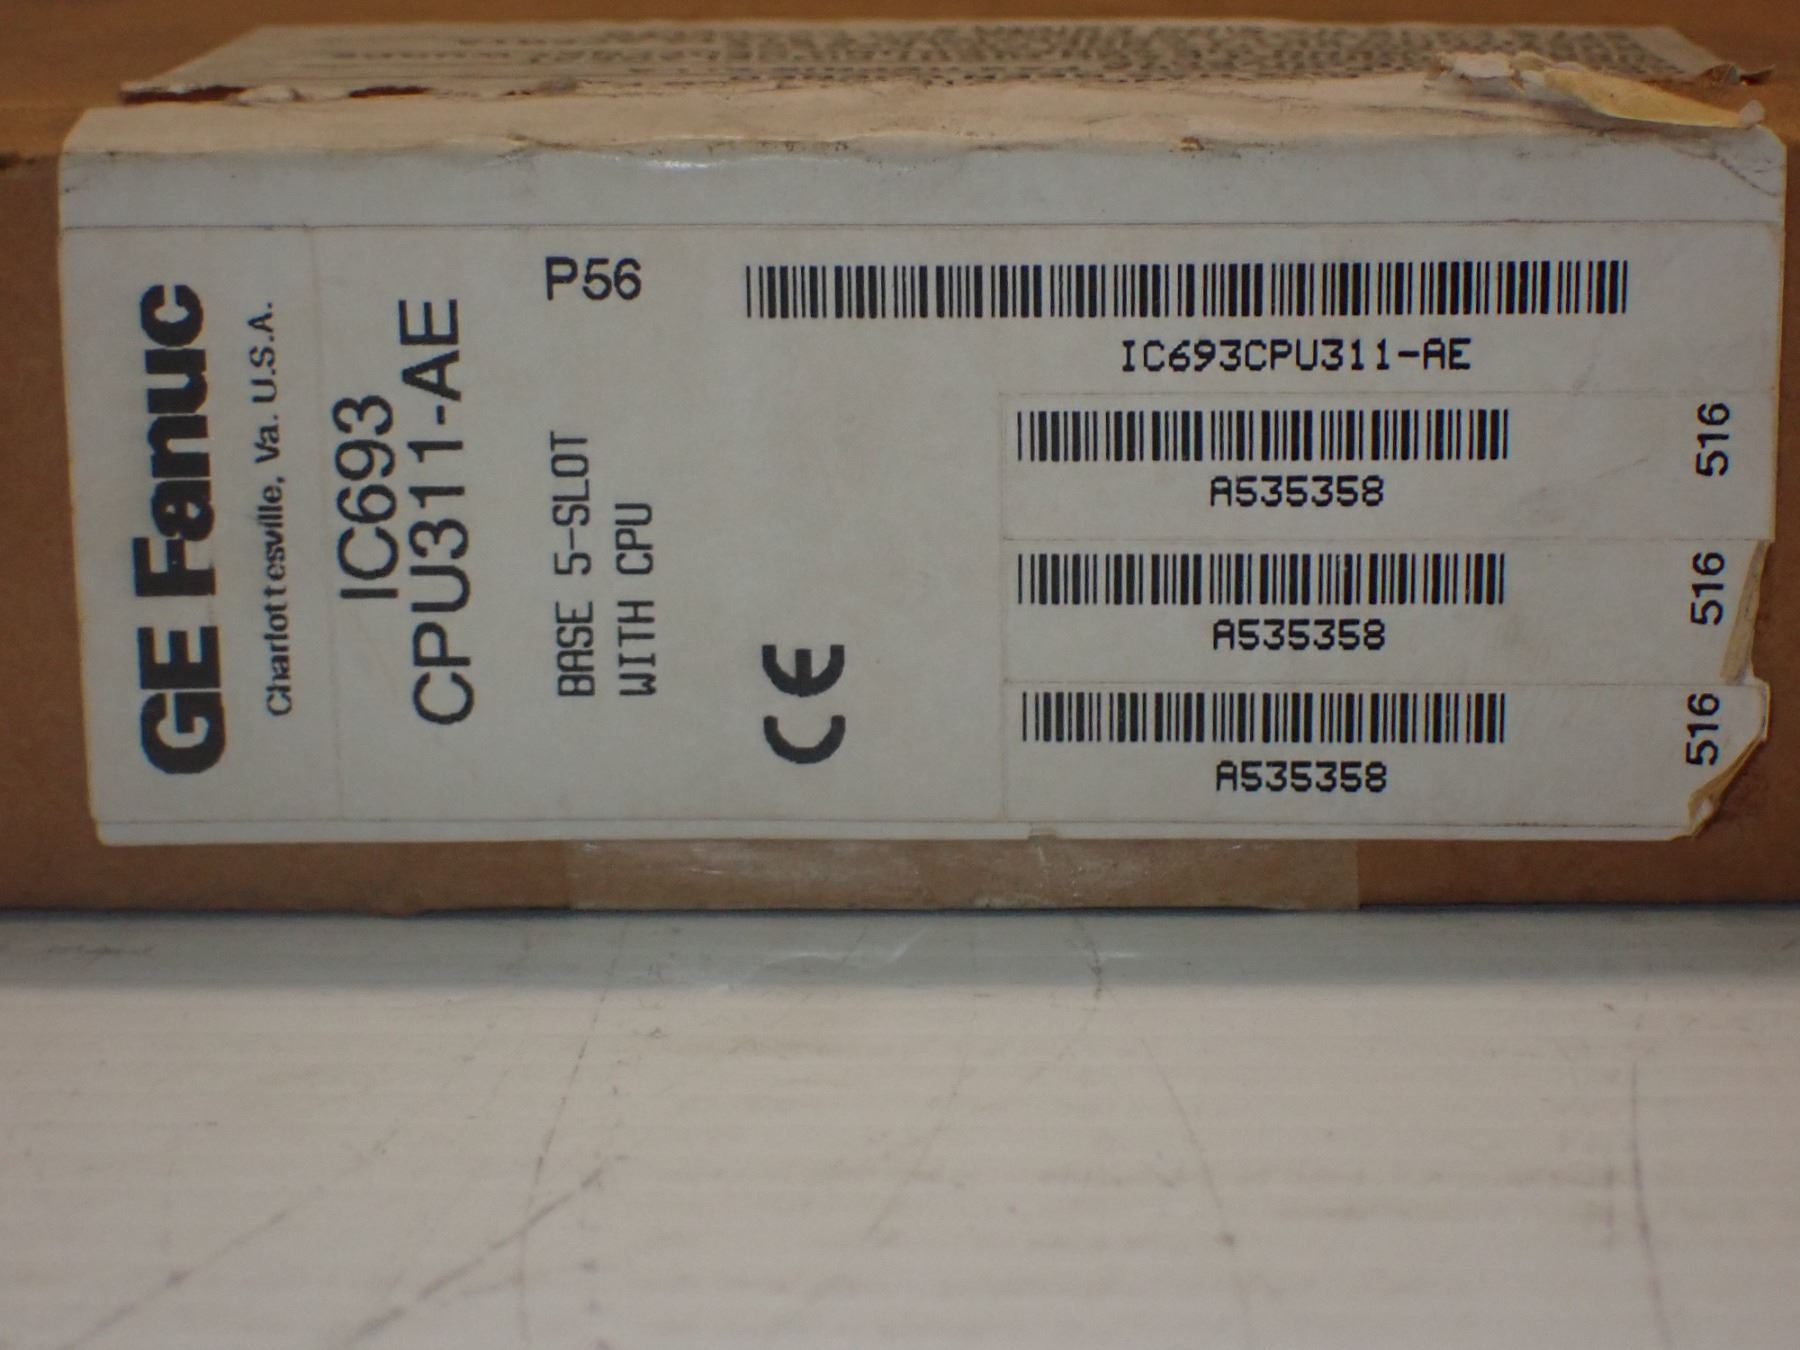 GE Fanuc
Charlottesville, Va. U.S.A.
IC693
CPU311-AE
P56
BASE 5-SLOT
WITH CPU
CE
IC693CPU311-AE
A535358
516
A535358
516
A535358
516